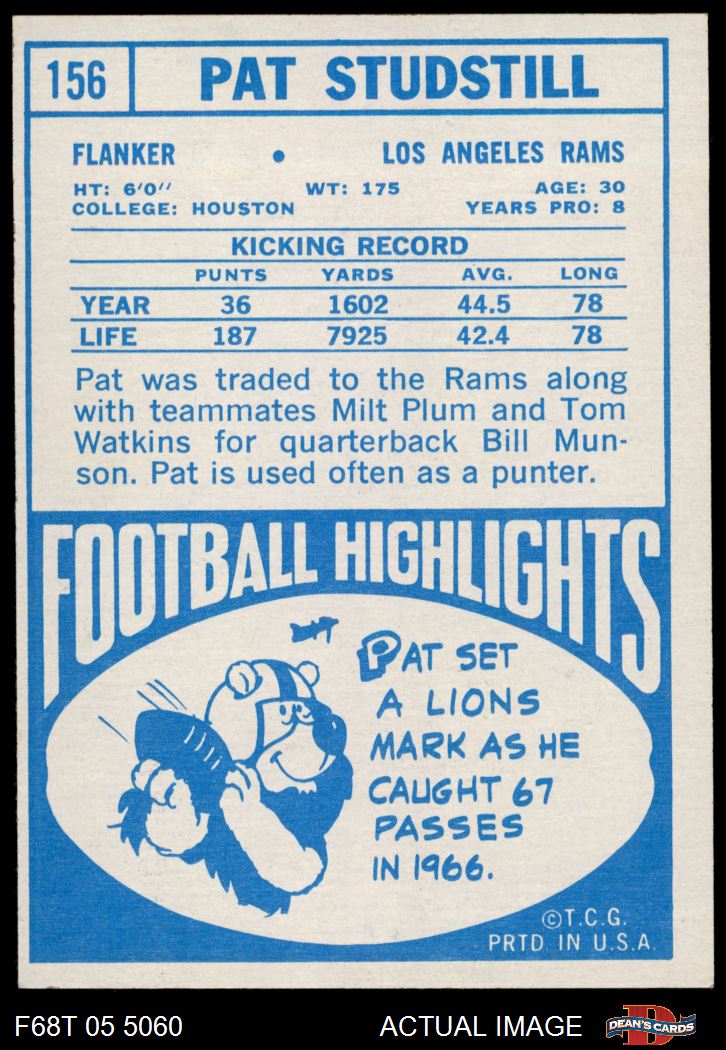 156 PAT STUDSTILL
FLANKER • LOS ANGELES RAMS
HT: 6'0" WT: 175 AGE: 30
COLLEGE: HOUSTON YEARS PRO: 8
KICKING RECORD
PUNTS YARDS AVG. LONG
YEAR 36 1602 44.5 78
LIFE 187 7925 42.4 78
Pat was traded to the Rams along
with teammates Milt Plum and Tom
Watkins for quarterback Bill Mun-
son. Pat is used often as a punter.
FOOTBALL HIGHLIGHTS
PAT SET
A LIONS
MARK AS HE
CAUGHT 67
PASSES
IN 1966.
©T.C.G.
PRTD IN U.S.A.
F68T 05 5060 ACTUAL IMAGE DEAN'S CARDS